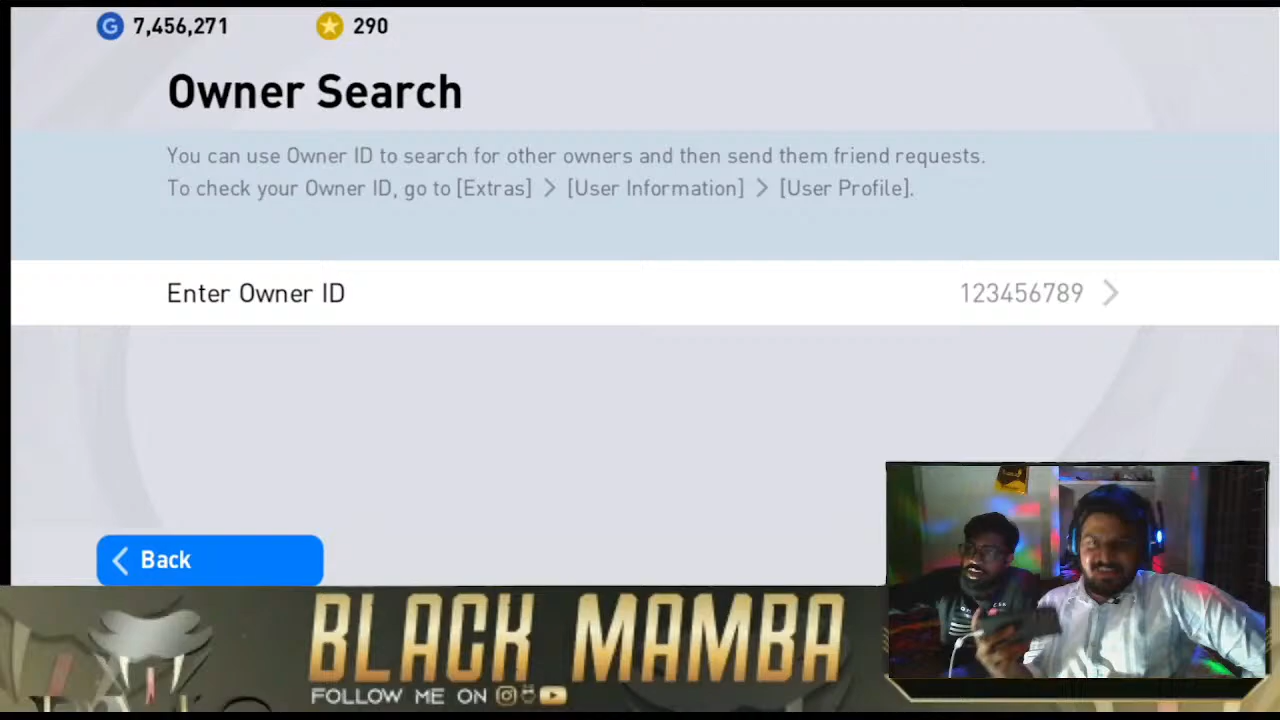 G 7,456,271 290
Owner Search
You can use Owner ID to search for other owners and then send them friend requests.
To check your Owner ID, go to [Extras] > [User Information] > [User Profile].
Enter Owner ID 123456789 >
< Back
BLACK MAMBA
FOLLOW ME ON